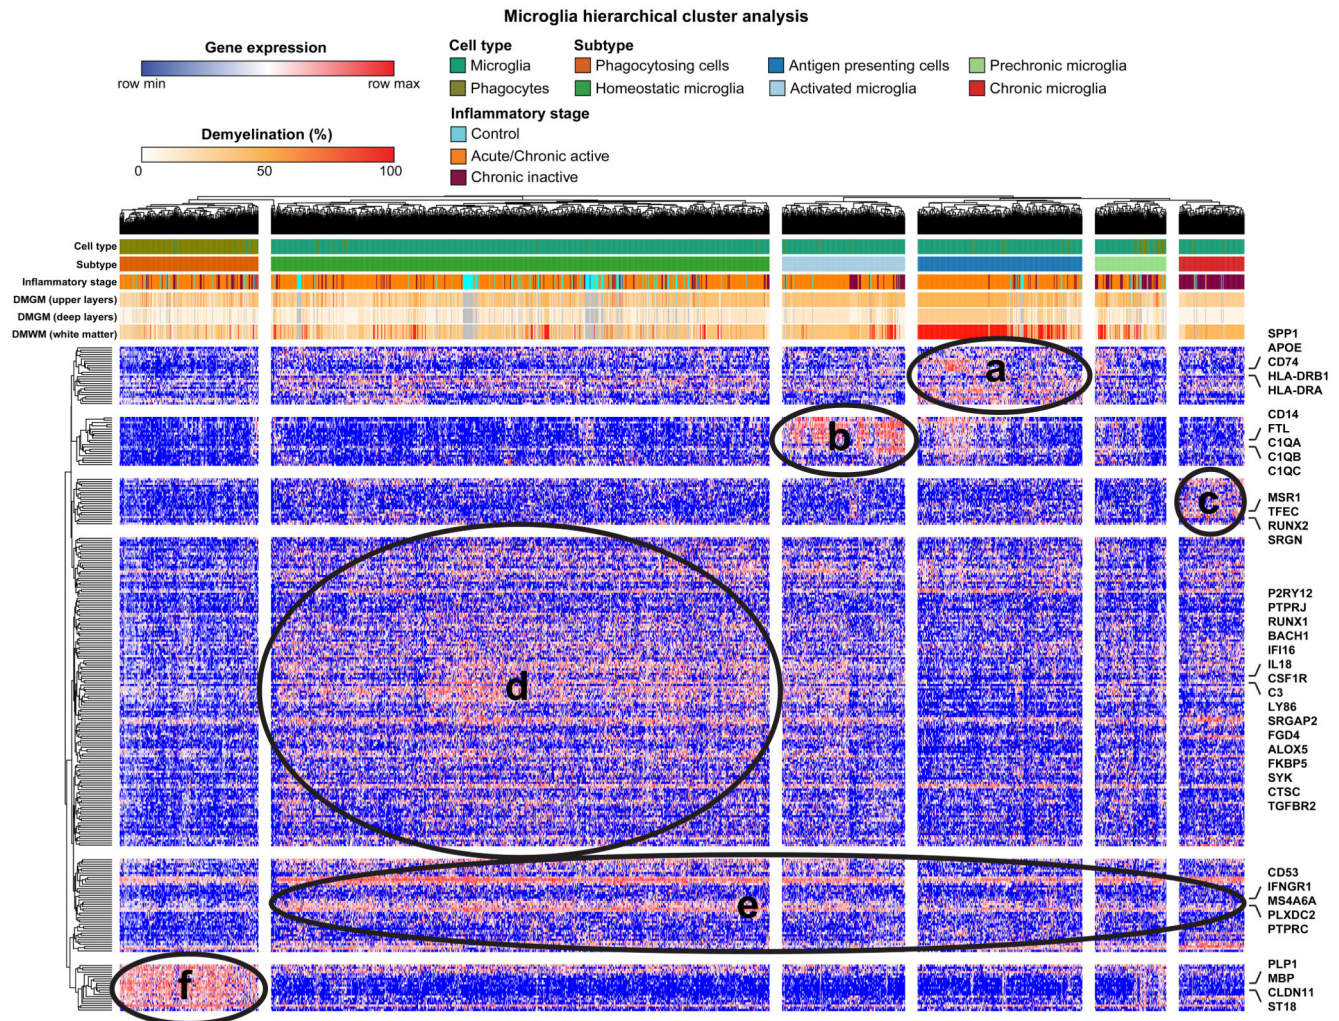 Microglia hierarchical cluster analysis
Gene expression
row min
row max
Demyelination (%)
0
50
100
Cell type
Microglia
Phagocytes
Subtype
Phagocytosing cells
Homeostatic microglia
Antigen presenting cells
Activated microglia
Prechronic microglia
Chronic microglia
Inflammatory stage
Control
Acute/Chronic active
Chronic inactive
Cell type
Subtype
Inflammatory stage
DMGM (upper layers)
DMGM (deep layers)
DMWM (white matter)
a
b
c
d
e
f
SPP1
APOE
CD74
HLA-DRB1
HLA-DRA
CD14
FTL
C1QA
C1QB
C1QC
MSR1
TFEC
RUNX2
SRGN
P2RY12
PTPRJ
RUNX1
BACH1
IFI16
IL18
CSF1R
C3
LY86
SRGAP2
FGD4
ALOX5
FKBP5
SYK
CTSC
TGFBR2
CD53
IFNGR1
MS4A6A
PLXDC2
PTPRC
PLP1
MBP
CLDN11
ST18